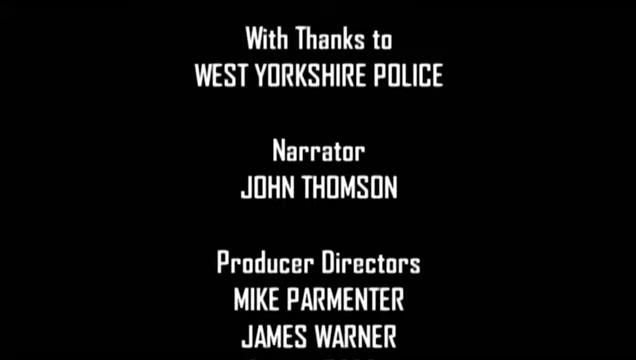 With Thanks to
WEST YORKSHIRE POLICE
Narrator
JOHN THOMSON
Producer Directors
MIKE PARMENTER
JAMES WARNER